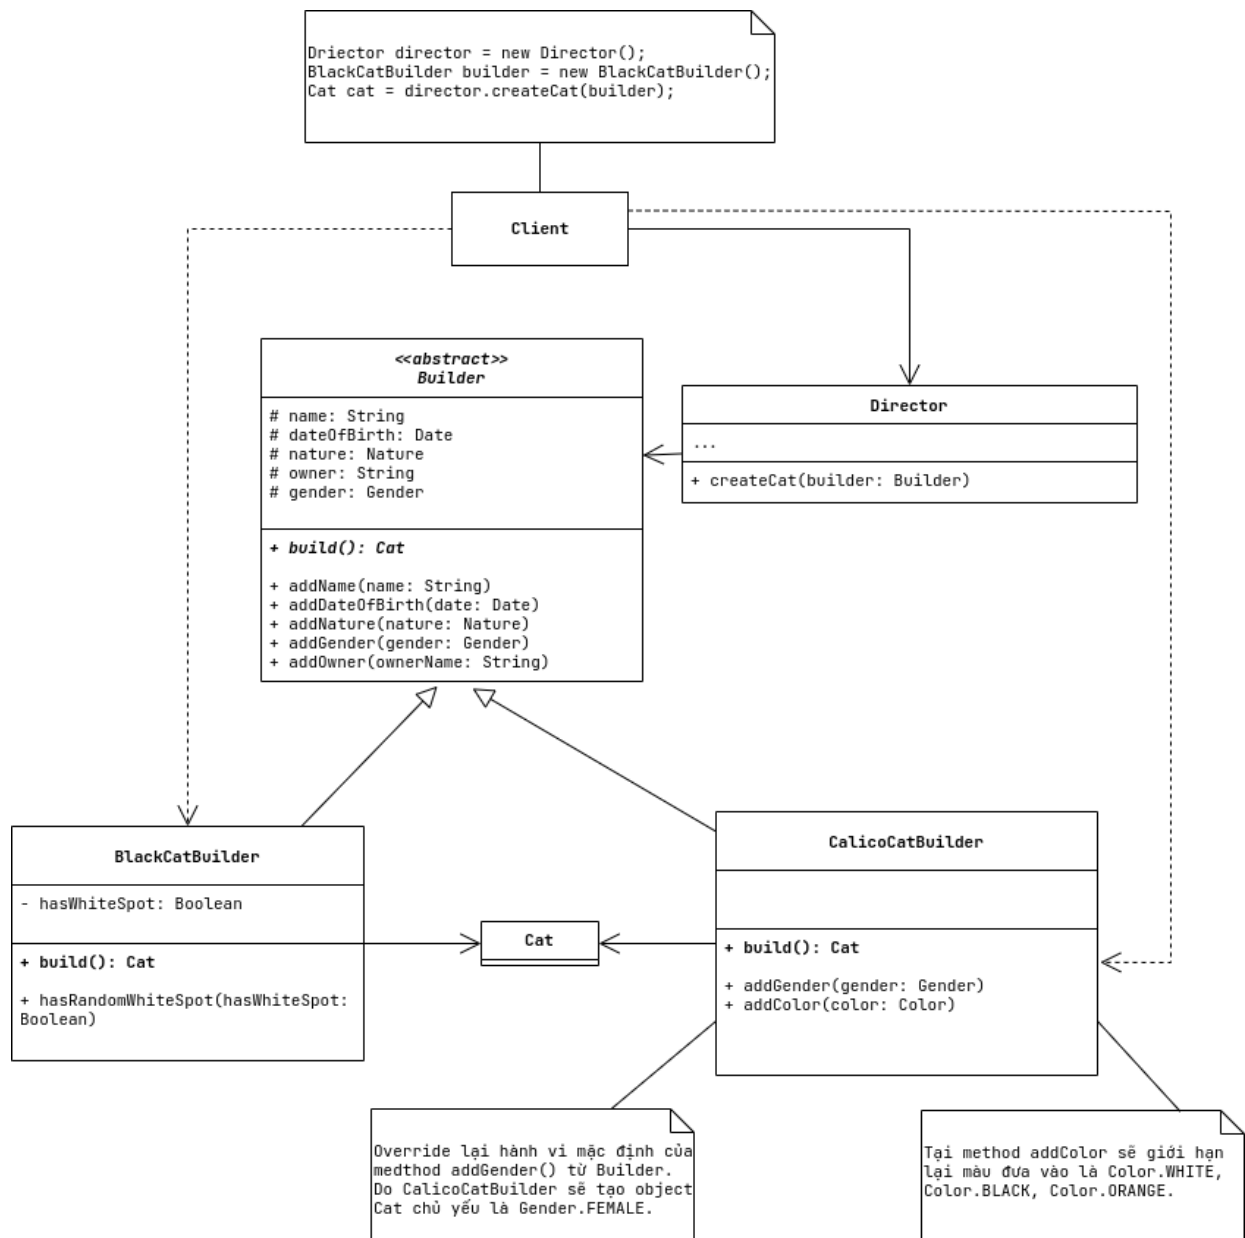 Driector director = new Director();
BlackCatBuilder builder = new BlackCatBuilder();
Cat cat = director.createCat(builder);
Client
<<abstract>>
Builder
# name: String
# dateOfBirth: Date
# nature: Nature
# owner: String
# gender: Gender
+ build(): Cat
+ addName(name: String)
+ addDateOfBirth(date: Date)
+ addNature(nature: Nature)
+ addGender(gender: Gender)
+ addOwner(ownerName: String)
Director
...
+ createCat(builder: Builder)
BlackCatBuilder
- hasWhiteSpot: Boolean
+ build(): Cat
+ hasRandomWhiteSpot(hasWhiteSpot:
Boolean)
Cat
CalicoCatBuilder
+ build(): Cat
+ addGender(gender: Gender)
+ addColor(color: Color)
Override lại hành vi mặc định của
medthod addGender() từ Builder.
Do CalicoCatBuilder sẽ tạo object
Cat chủ yếu là Gender.FEMALE.
Tại method addColor sẽ giới hạn
lại màu đưa vào là Color.WHITE,
Color.BLACK, Color.ORANGE.